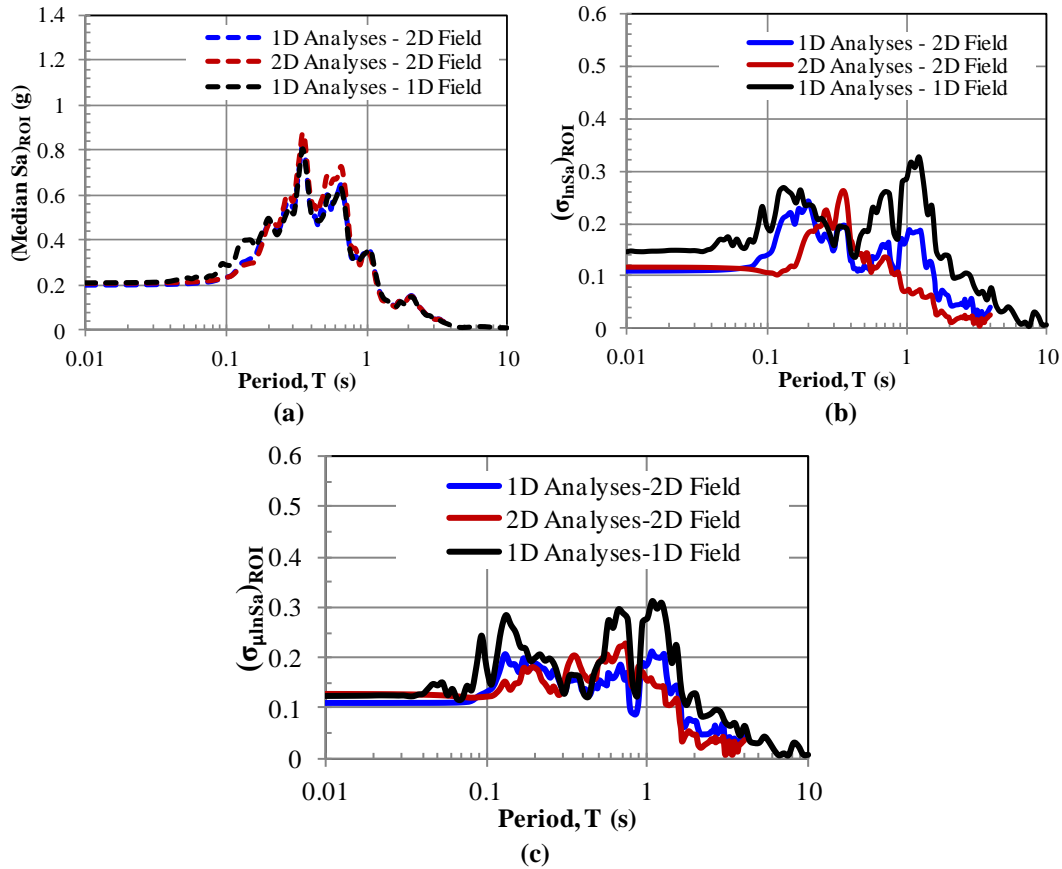 1.4
1.2
1
0.8
0.6
0.4
0.2
0
(Median Sa)ROI (g)
1D Analyses - 2D Field
2D Analyses - 2D Field
1D Analyses - 1D Field
0.01 0.1 1 10
Period, T (s)
(a)
0.6
0.5
0.4
0.3
0.2
0.1
0
(σlnSa)ROI
1D Analyses - 2D Field
2D Analyses - 2D Field
1D Analyses - 1D Field
0.01 0.1 1 10
Period, T (s)
(b)
0.6
0.5
0.4
0.3
0.2
0.1
0
(σμlnSa)ROI
1D Analyses-2D Field
2D Analyses-2D Field
1D Analyses-1D Field
0.01 0.1 1 10
Period, T (s)
(c)